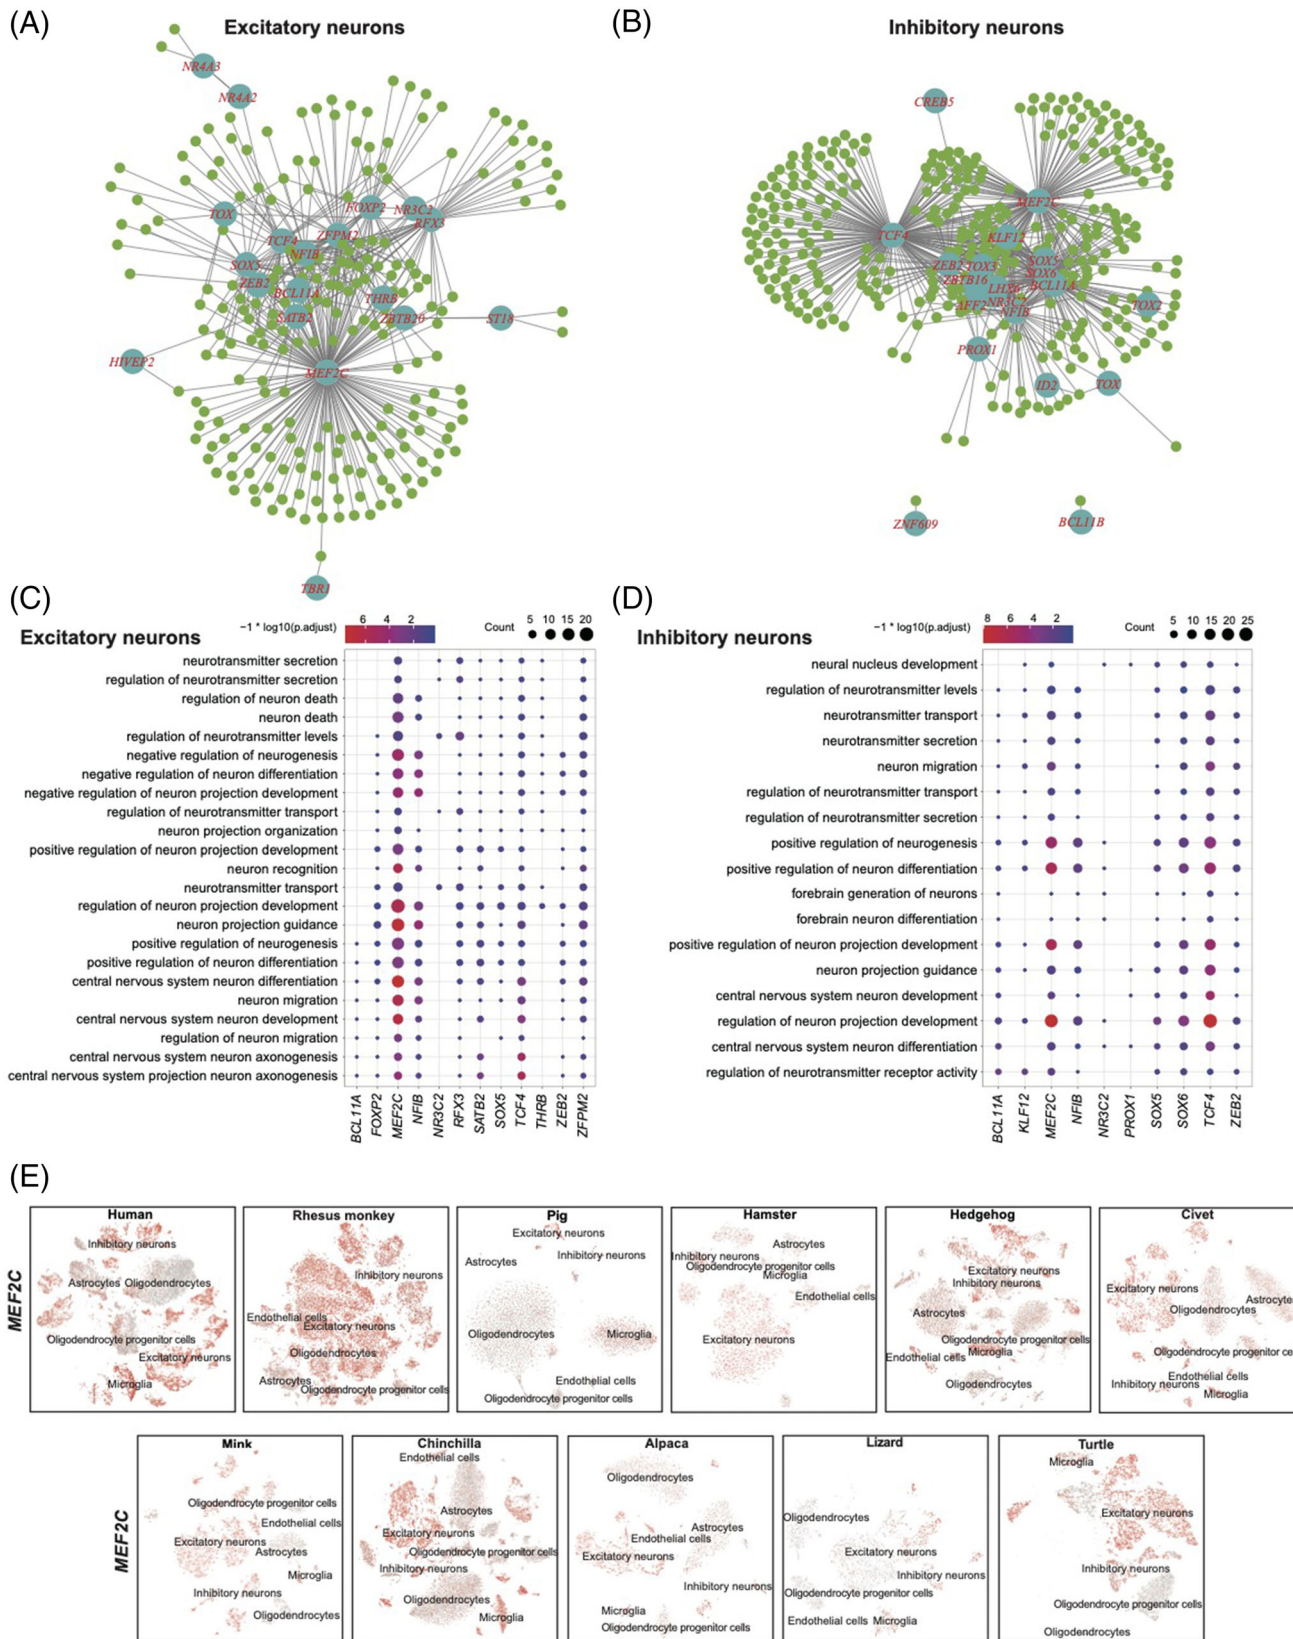 (A)
Excitatory neurons
NR4A3
NR4A2
TOX
FOXP2
NR3C2
RFX3
TCF4
ZFPM2
NFIB
SOX5
ZEB2
BCL11A
THRB
SATB2
ZBTB20
ST18
HIVEP2
MEF2C
TBR1
(B)
Inhibitory neurons
CREB5
MEF2C
TCF4
KLF12
ZEB2
TOX3
SOX5
SOX6
ZBTB16
LHX6
BCL11A
AFF2
NR3C2
NFIB
TOX2
PROX1
ID2
TOX
ZNF609
BCL11B
(C)
Excitatory neurons
−1 * log10(p.adjust)
6 4 2
Count
5 10 15 20
neurotransmitter secretion
regulation of neurotransmitter secretion
regulation of neuron death
neuron death
regulation of neurotransmitter levels
negative regulation of neurogenesis
negative regulation of neuron differentiation
negative regulation of neuron projection development
regulation of neurotransmitter transport
neuron projection organization
positive regulation of neuron projection development
neuron recognition
neurotransmitter transport
regulation of neuron projection development
neuron projection guidance
positive regulation of neurogenesis
positive regulation of neuron differentiation
central nervous system neuron differentiation
neuron migration
central nervous system neuron development
regulation of neuron migration
central nervous system neuron axonogenesis
central nervous system projection neuron axonogenesis
BCL11A
FOXP2
MEF2C
NFIB
NR3C2
RFX3
SATB2
SOX5
TCF4
THRB
ZEB2
ZFPM2
(D)
Inhibitory neurons
−1 * log10(p.adjust)
8 6 4 2
Count
5 10 15 20 25
neural nucleus development
regulation of neurotransmitter levels
neurotransmitter transport
neurotransmitter secretion
neuron migration
regulation of neurotransmitter transport
regulation of neurotransmitter secretion
positive regulation of neurogenesis
positive regulation of neuron differentiation
forebrain generation of neurons
forebrain neuron differentiation
positive regulation of neuron projection development
neuron projection guidance
central nervous system neuron development
regulation of neuron projection development
central nervous system neuron differentiation
regulation of neurotransmitter receptor activity
BCL11A
KLF12
MEF2C
NFIB
NR3C2
PROX1
SOX5
SOX6
TCF4
ZEB2
(E)
MEF2C
Human
Inhibitory neurons
Astrocytes
Oligodendrocytes
Oligodendrocyte progenitor cells
Excitatory neurons
Microglia
Rhesus monkey
Inhibitory neurons
Endothelial cells
Excitatory neurons
Oligodendrocytes
Astrocytes
Oligodendrocyte progenitor cells
Pig
Excitatory neurons
Inhibitory neurons
Astrocytes
Oligodendrocytes
Microglia
Endothelial cells
Oligodendrocyte progenitor cells
Hamster
Astrocytes
Inhibitory neurons
Oligodendrocyte progenitor cells
Microglia
Endothelial cells
Excitatory neurons
Hedgehog
Excitatory neurons
Inhibitory neurons
Astrocytes
Oligodendrocyte progenitor cells
Microglia
Endothelial cells
Oligodendrocytes
Civet
Excitatory neurons
Astrocyte
Oligodendrocytes
Oligodendrocyte progenitor ce
Endothelial cells
Inhibitory neurons
Microglia
MEF2C
Mink
Oligodendrocyte progenitor cells
Endothelial cells
Excitatory neurons
Astrocytes
Microglia
Inhibitory neurons
Oligodendrocytes
Chinchilla
Endothelial cells
Astrocytes
Excitatory neurons
Oligodendrocyte progenitor cells
Inhibitory neurons
Oligodendrocytes
Microglia
Alpaca
Oligodendrocytes
Astrocytes
Endothelial cells
Excitatory neurons
Inhibitory neurons
Microglia
Oligodendrocyte progenitor cells
Lizard
Oligodendrocytes
Excitatory neurons
Inhibitory neurons
Oligodendrocyte progenitor cells
Endothelial cells
Microglia
Turtle
Microglia
Excitatory neurons
Inhibitory neurons
Oligodendrocyte progenitor cells
Oligodendrocytes